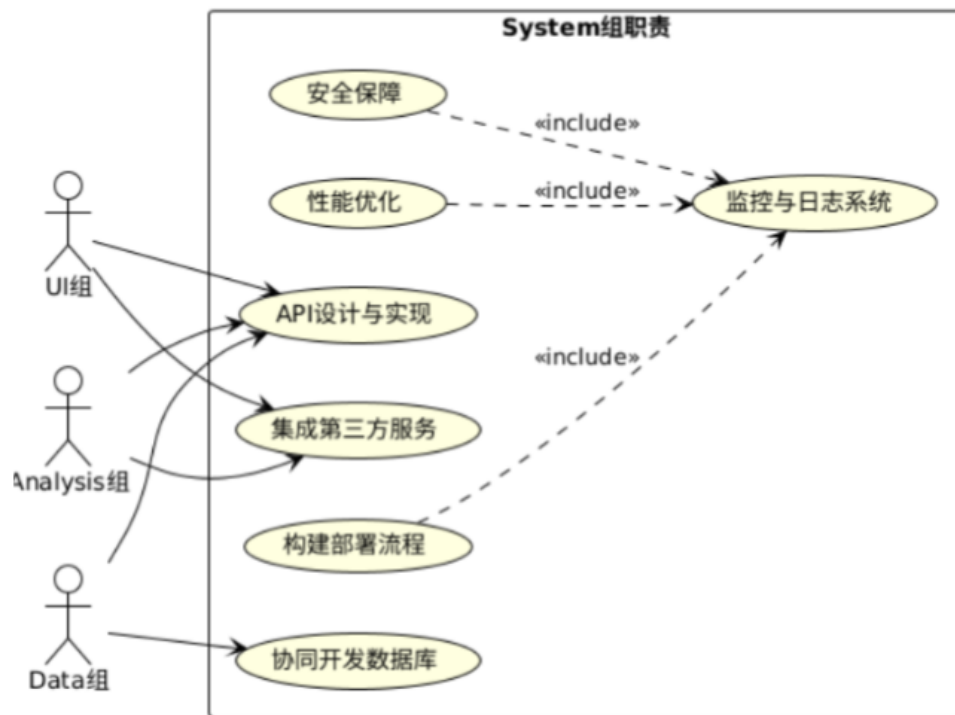 System组职责
安全保障
«include»
性能优化
«include»
监控与日志系统
UI组
API设计与实现
«include»
Analysis组
集成第三方服务
构建部署流程
Data组
协同开发数据库